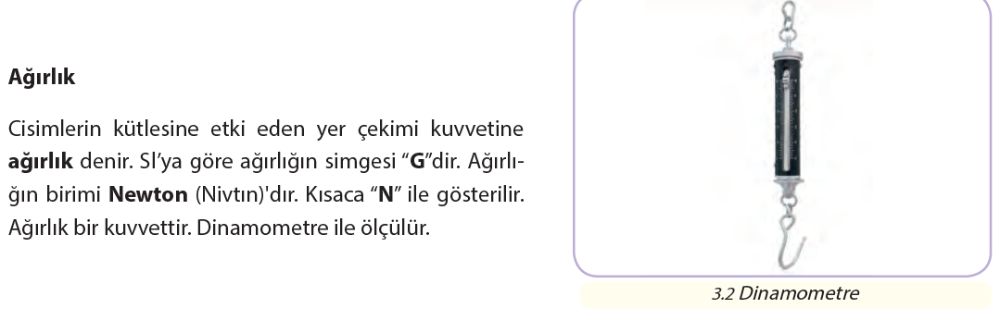 Ağırlık
Cisimlerin kütlesine etki eden yer çekimi kuvvetine
ağırlık denir. Sl’ya göre ağırlığın simgesi “G”dir. Ağırlı-
ğın birimi Newton (Nivtın)'dır. Kısaca “N” ile gösterilir.
Ağırlık bir kuvvettir. Dinamometre ile ölçülür.
3.2 Dinamometre